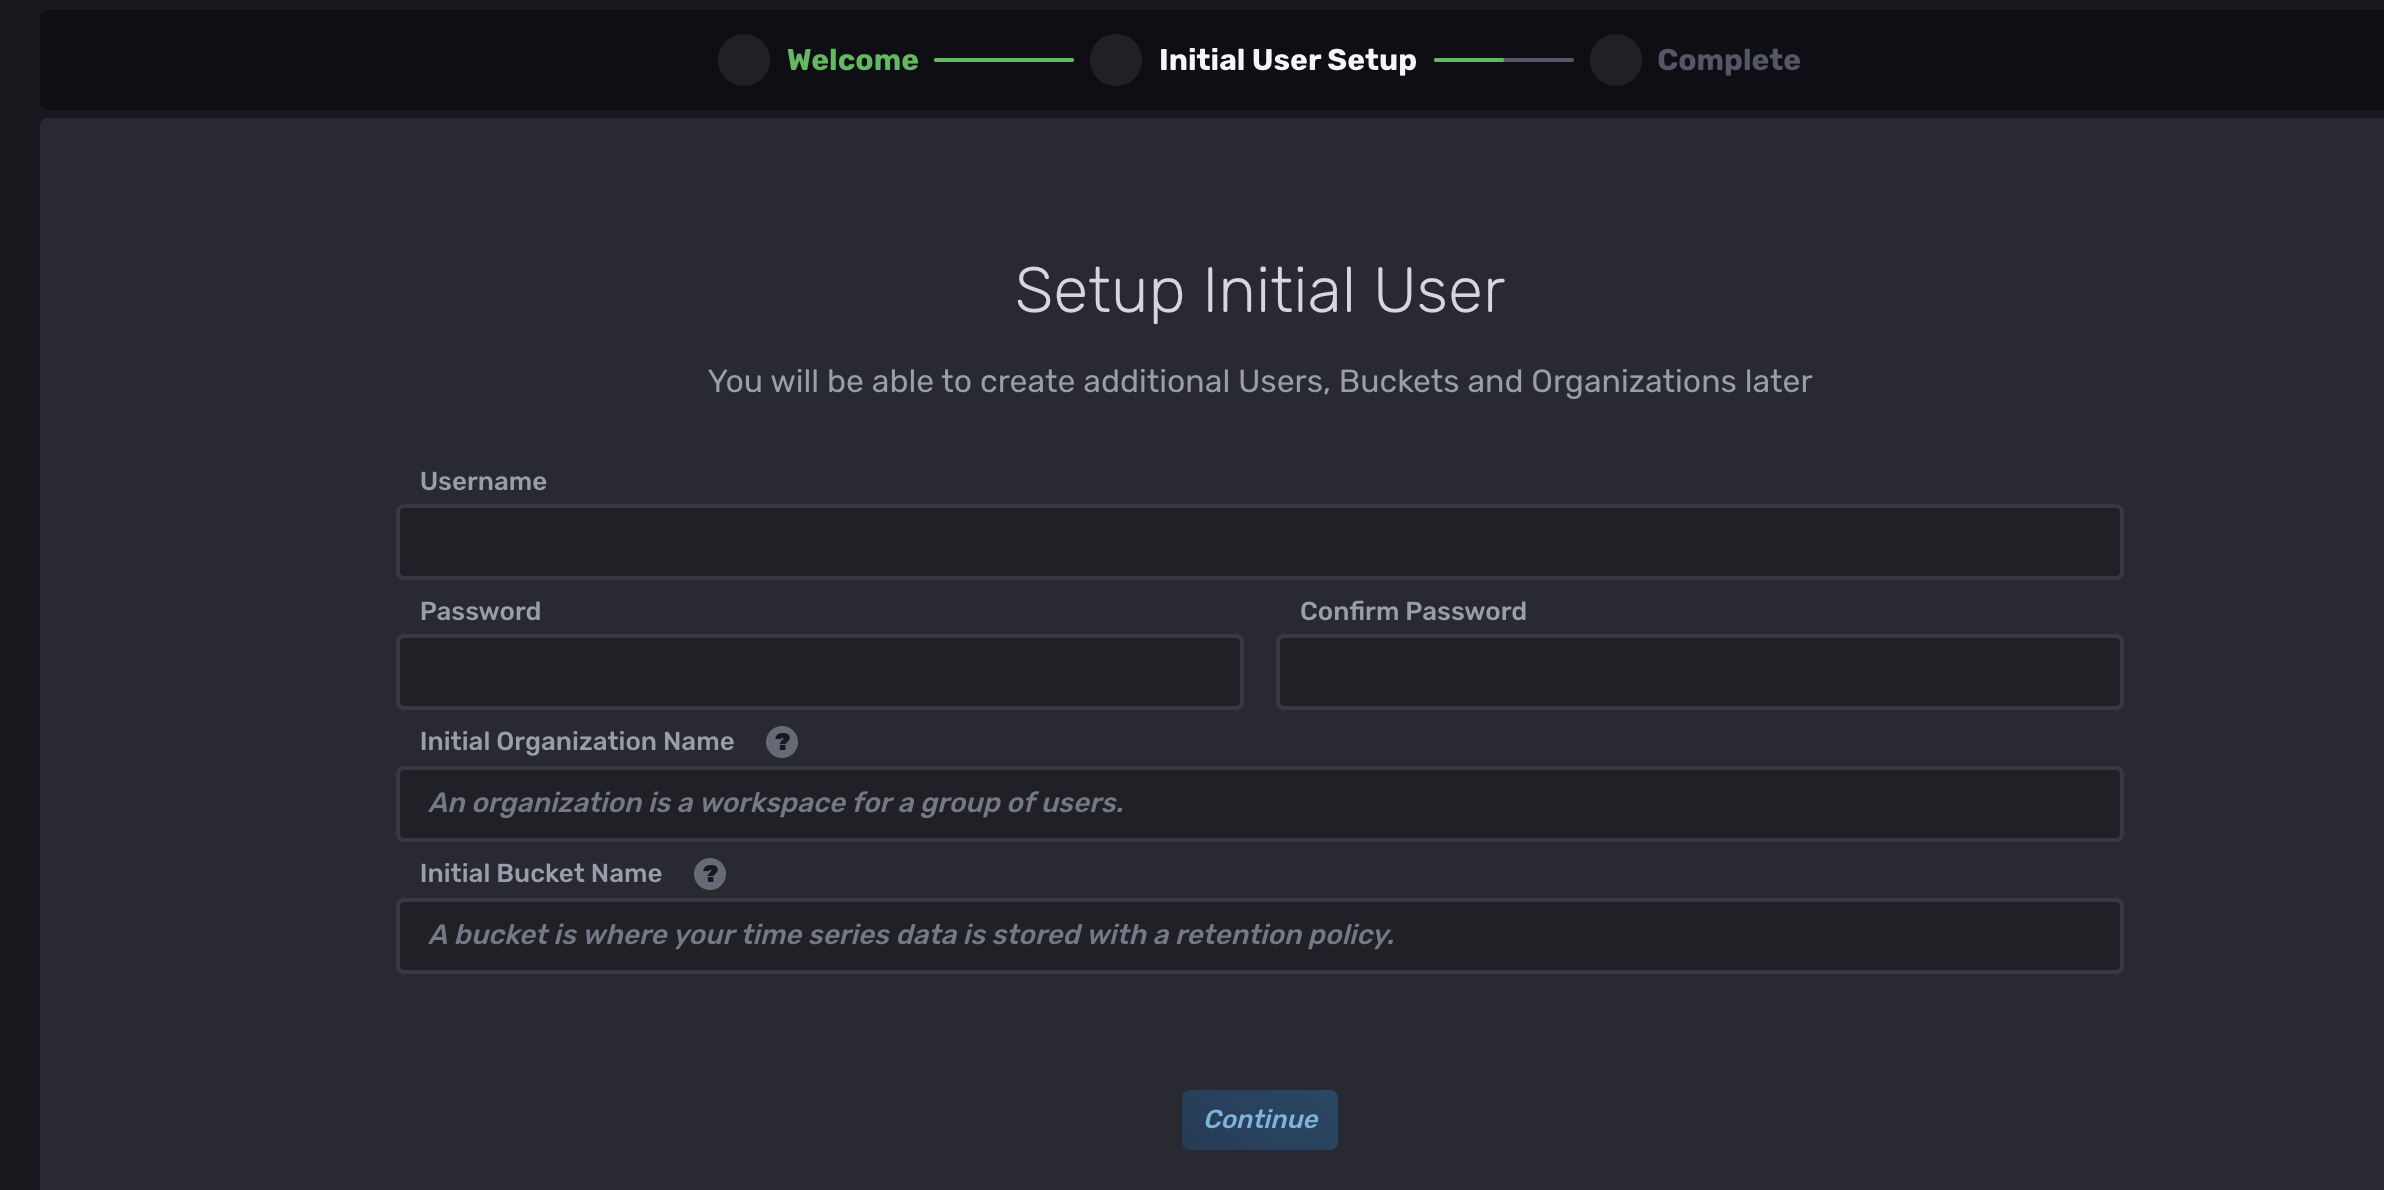 Welcome Initial User Setup Complete
Setup Initial User
You will be able to create additional Users, Buckets and Organizations later
Username
Password Confirm Password
Initial Organization Name ?
An organization is a workspace for a group of users.
Initial Bucket Name ?
A bucket is where your time series data is stored with a retention policy.
Continue